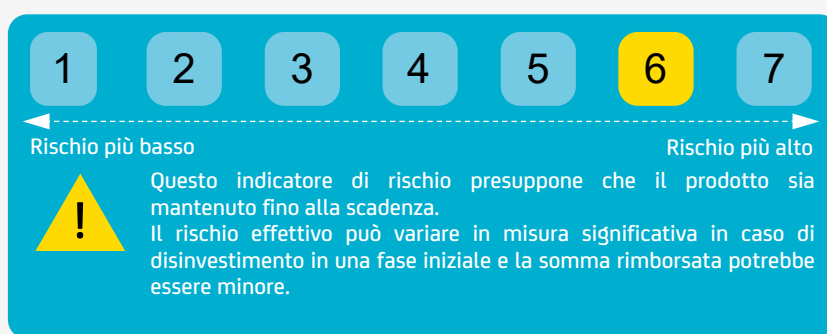 1 2 3 4 5 6 7
Rischio più basso Rischio più alto
!
Questo indicatore di rischio presuppone che il prodotto sia
mantenuto fino alla scadenza.
Il rischio effettivo può variare in misura significativa in caso di
disinvestimento in una fase iniziale e la somma rimborsata potrebbe
essere minore.